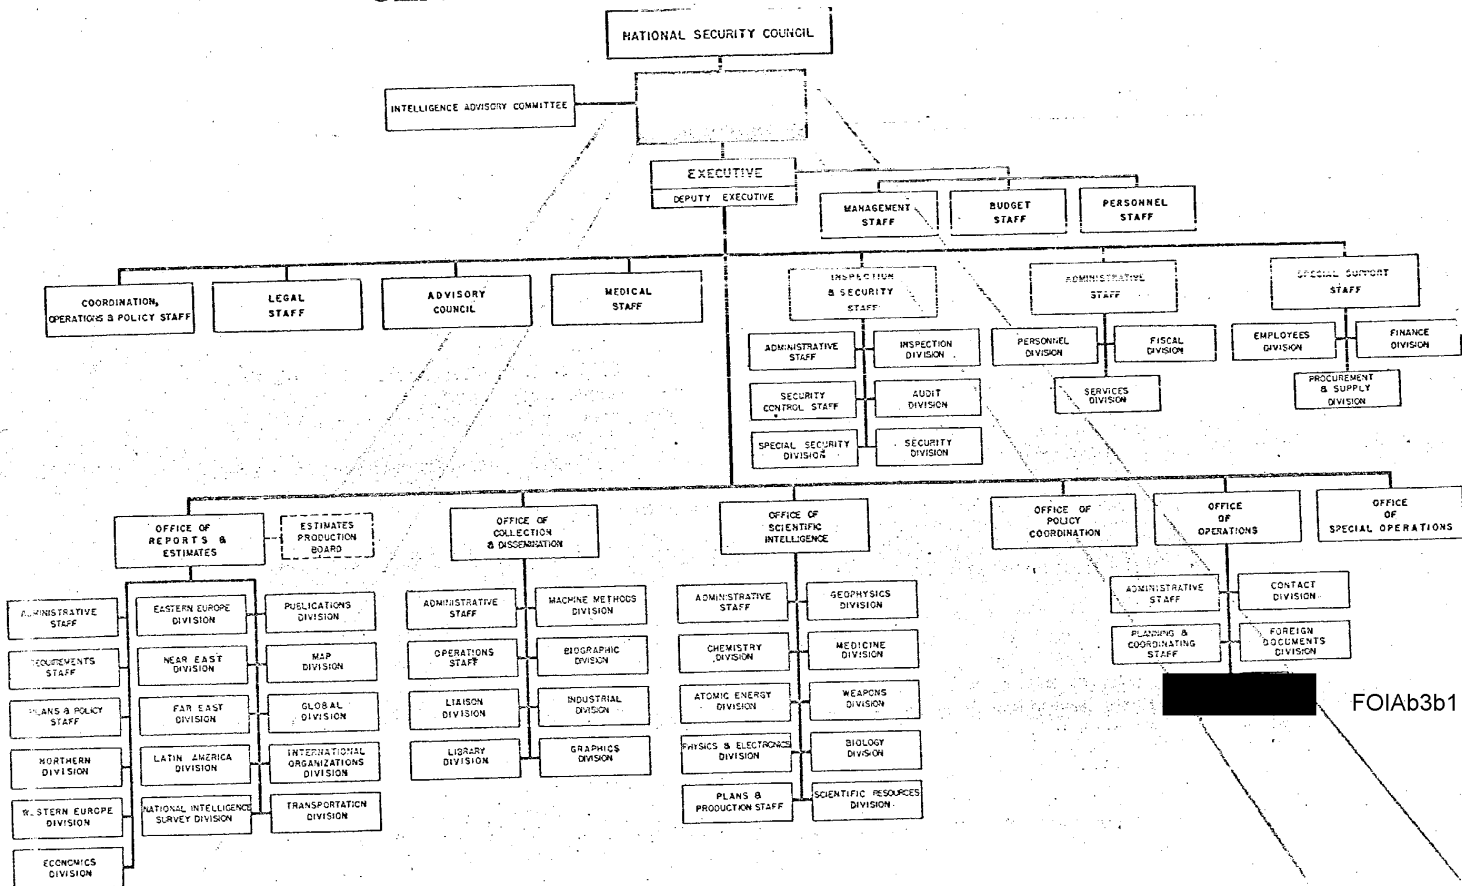 NATIONAL SECURITY COUNCIL
INTELLIGENCE ADVISORY COMMITTEE
EXECUTIVE
DEPUTY EXECUTIVE
MANAGEMENT
STAFF
BUDGET
STAFF
PERSONNEL
STAFF
COORDINATION,
OPERATIONS & POLICY STAFF
LEGAL
STAFF
ADVISORY
COUNCIL
MEDICAL
STAFF
INSPECTION
& SECURITY
STAFF
ADMINISTRATIVE
STAFF
SPECIAL SUPPORT
STAFF
ADMINISTRATIVE
STAFF
INSPECTION
DIVISION
PERSONNEL
DIVISION
FISCAL
DIVISION
EMPLOYEES
DIVISION
FINANCE
DIVISION
SECURITY
CONTROL STAFF
AUDIT
DIVISION
SERVICES
DIVISION
PROCUREMENT
& SUPPLY
DIVISION
SPECIAL SECURITY
DIVISION
SECURITY
DIVISION
OFFICE OF
REPORTS &
ESTIMATES
ESTIMATES
PRODUCTION
BOARD
OFFICE OF
COLLECTION
& DISSEMINATION
OFFICE OF
SCIENTIFIC
INTELLIGENCE
OFFICE OF
POLICY
COORDINATION
OFFICE
OF
OPERATIONS
OFFICE
OF
SPECIAL OPERATIONS
ADMINISTRATIVE
STAFF
EASTERN EUROPE
DIVISION
PUBLICATIONS
DIVISION
REQUIREMENTS
STAFF
NEAR EAST
DIVISION
MAP
DIVISION
PLANS & POLICY
STAFF
FAR EAST
DIVISION
GLOBAL
DIVISION
NORTHERN
DIVISION
LATIN AMERICA
DIVISION
INTERNATIONAL
ORGANIZATIONS
DIVISION
WESTERN EUROPE
DIVISION
NATIONAL INTELLIGENCE
SURVEY DIVISION
TRANSPORTATION
DIVISION
ECONOMICS
DIVISION
ADMINISTRATIVE
STAFF
MACHINE METHODS
DIVISION
OPERATIONS
STAFF
BIOGRAPHIC
DIVISION
LIAISON
DIVISION
INDUSTRIAL
DIVISION
LIBRARY
DIVISION
GRAPHICS
DIVISION
ADMINISTRATIVE
STAFF
GEOPHYSICS
DIVISION
CHEMISTRY
DIVISION
MEDICINE
DIVISION
ATOMIC ENERGY
DIVISION
WEAPONS
DIVISION
PHYSICS & ELECTRONICS
DIVISION
BIOLOGY
DIVISION
PLANS &
PRODUCTION STAFF
SCIENTIFIC RESOURCES
DIVISION
ADMINISTRATIVE
STAFF
CONTACT
DIVISION
PLANNING &
COORDINATING STAFF
FOREIGN
DOCUMENTS
DIVISION
FOIAb3b1